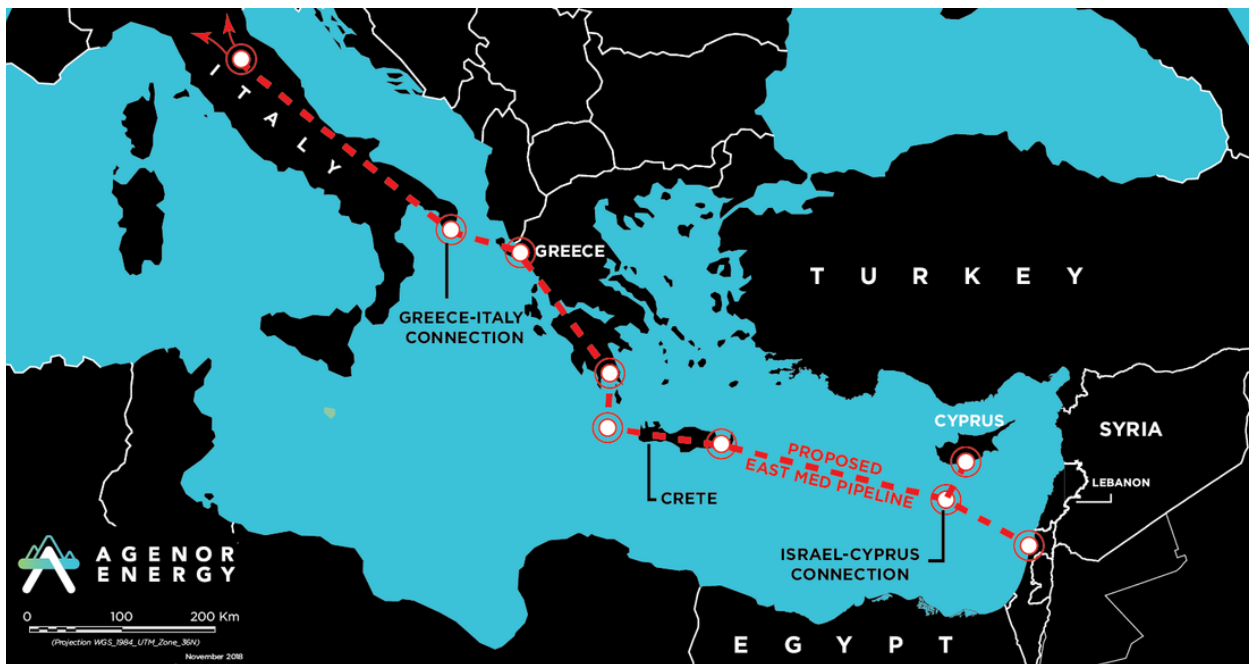 ITALY
GREECE
TURKEY
GREECE-ITALY
CONNECTION
CYPRUS
SYRIA
PROPOSED
EAST MED PIPELINE
LEBANON
CRETE
ISRAEL-CYPRUS
CONNECTION
AGENOR
ENERGY
0 100 200 Km
(Projection WGS_1984_UTM_Zone_36N)
November 2018
EGYPT